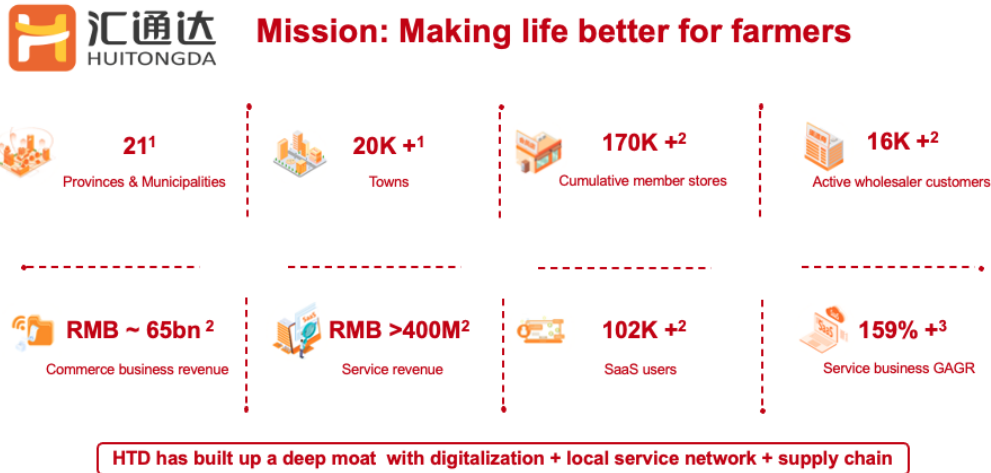 汇通达
HUITONGDA
Mission: Making life better for farmers
21¹
Provinces & Municipalities
20K +¹
Towns
170K +²
Cumulative member stores
16K +²
Active wholesaler customers
RMB ~ 65bn ²
Commerce business revenue
SaaS
RMB >400M²
Service revenue
102K +²
SaaS users
SaaS
159% +³
Service business GAGR
HTD has built up a deep moat with digitalization + local service network + supply chain